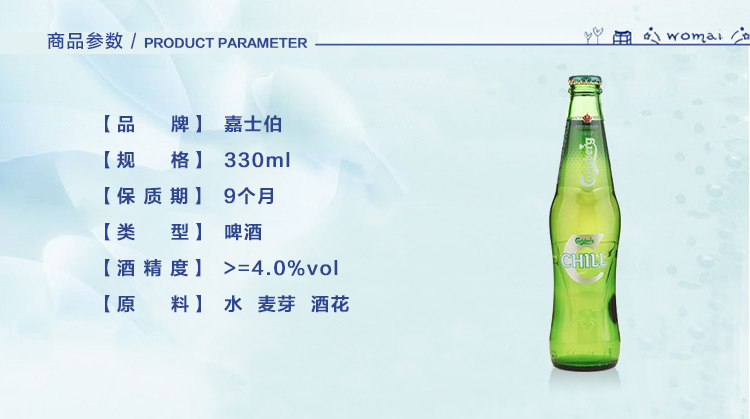 商品参数 / PRODUCT PARAMETER
womai
【品 牌】 嘉士伯
【规 格】 330ml
【保质期】 9个月
【类 型】 啤酒
【酒精度】 >=4.0%vol
【原 料】 水 麦芽 酒花
Carlsberg
Carlsberg
CHILL